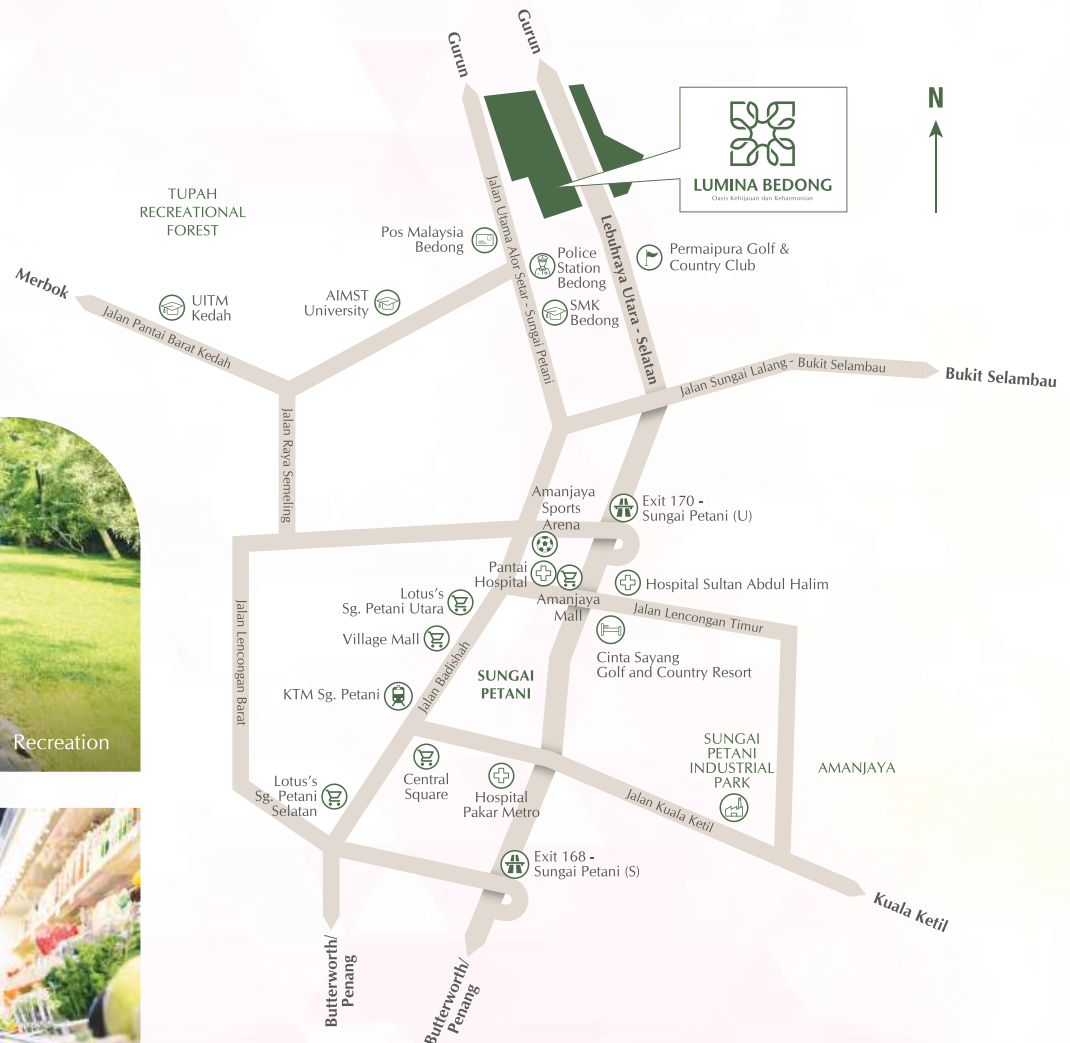 Gurun
Gurun
N
LUMINA BEDONG
Oasis Kehijauan dan Keharmonian
TUPAH
RECREATIONAL
FOREST
Jalan Utama Alor Setar - Sungai Petani
Pos Malaysia
Bedong
Police
Station
Bedong
Lebuhraya Utara - Selatan
Permaipura Golf &
Country Club
Merbok
UITM
Kedah
AIMST
University
SMK
Bedong
Jalan Pantai Barat Kedah
Jalan Sungai Lalang - Bukit Selambau
Bukit Selambau
Jalan Raya Semeling
Amanjaya
Sports
Arena
Exit 170 -
Sungai Petani (U)
Pantai
Hospital
Amanjaya
Mall
Hospital Sultan Abdul Halim
Lotus's
Sg. Petani Utara
Jalan Lencongan Timur
Jalan Lencongan Barat
Village Mall
Cinta Sayang
Golf and Country Resort
Jalan Badishah
SUNGAI
PETANI
KTM Sg. Petani
Recreation
SUNGAI
PETANI
INDUSTRIAL
PARK
AMANJAYA
Lotus's
Sg. Petani
Selatan
Central
Square
Hospital
Pakar Metro
Jalan Kuala Ketil
Exit 168 -
Sungai Petani (S)
Kuala Ketil
Butterworth/
Penang
Butterworth/
Penang